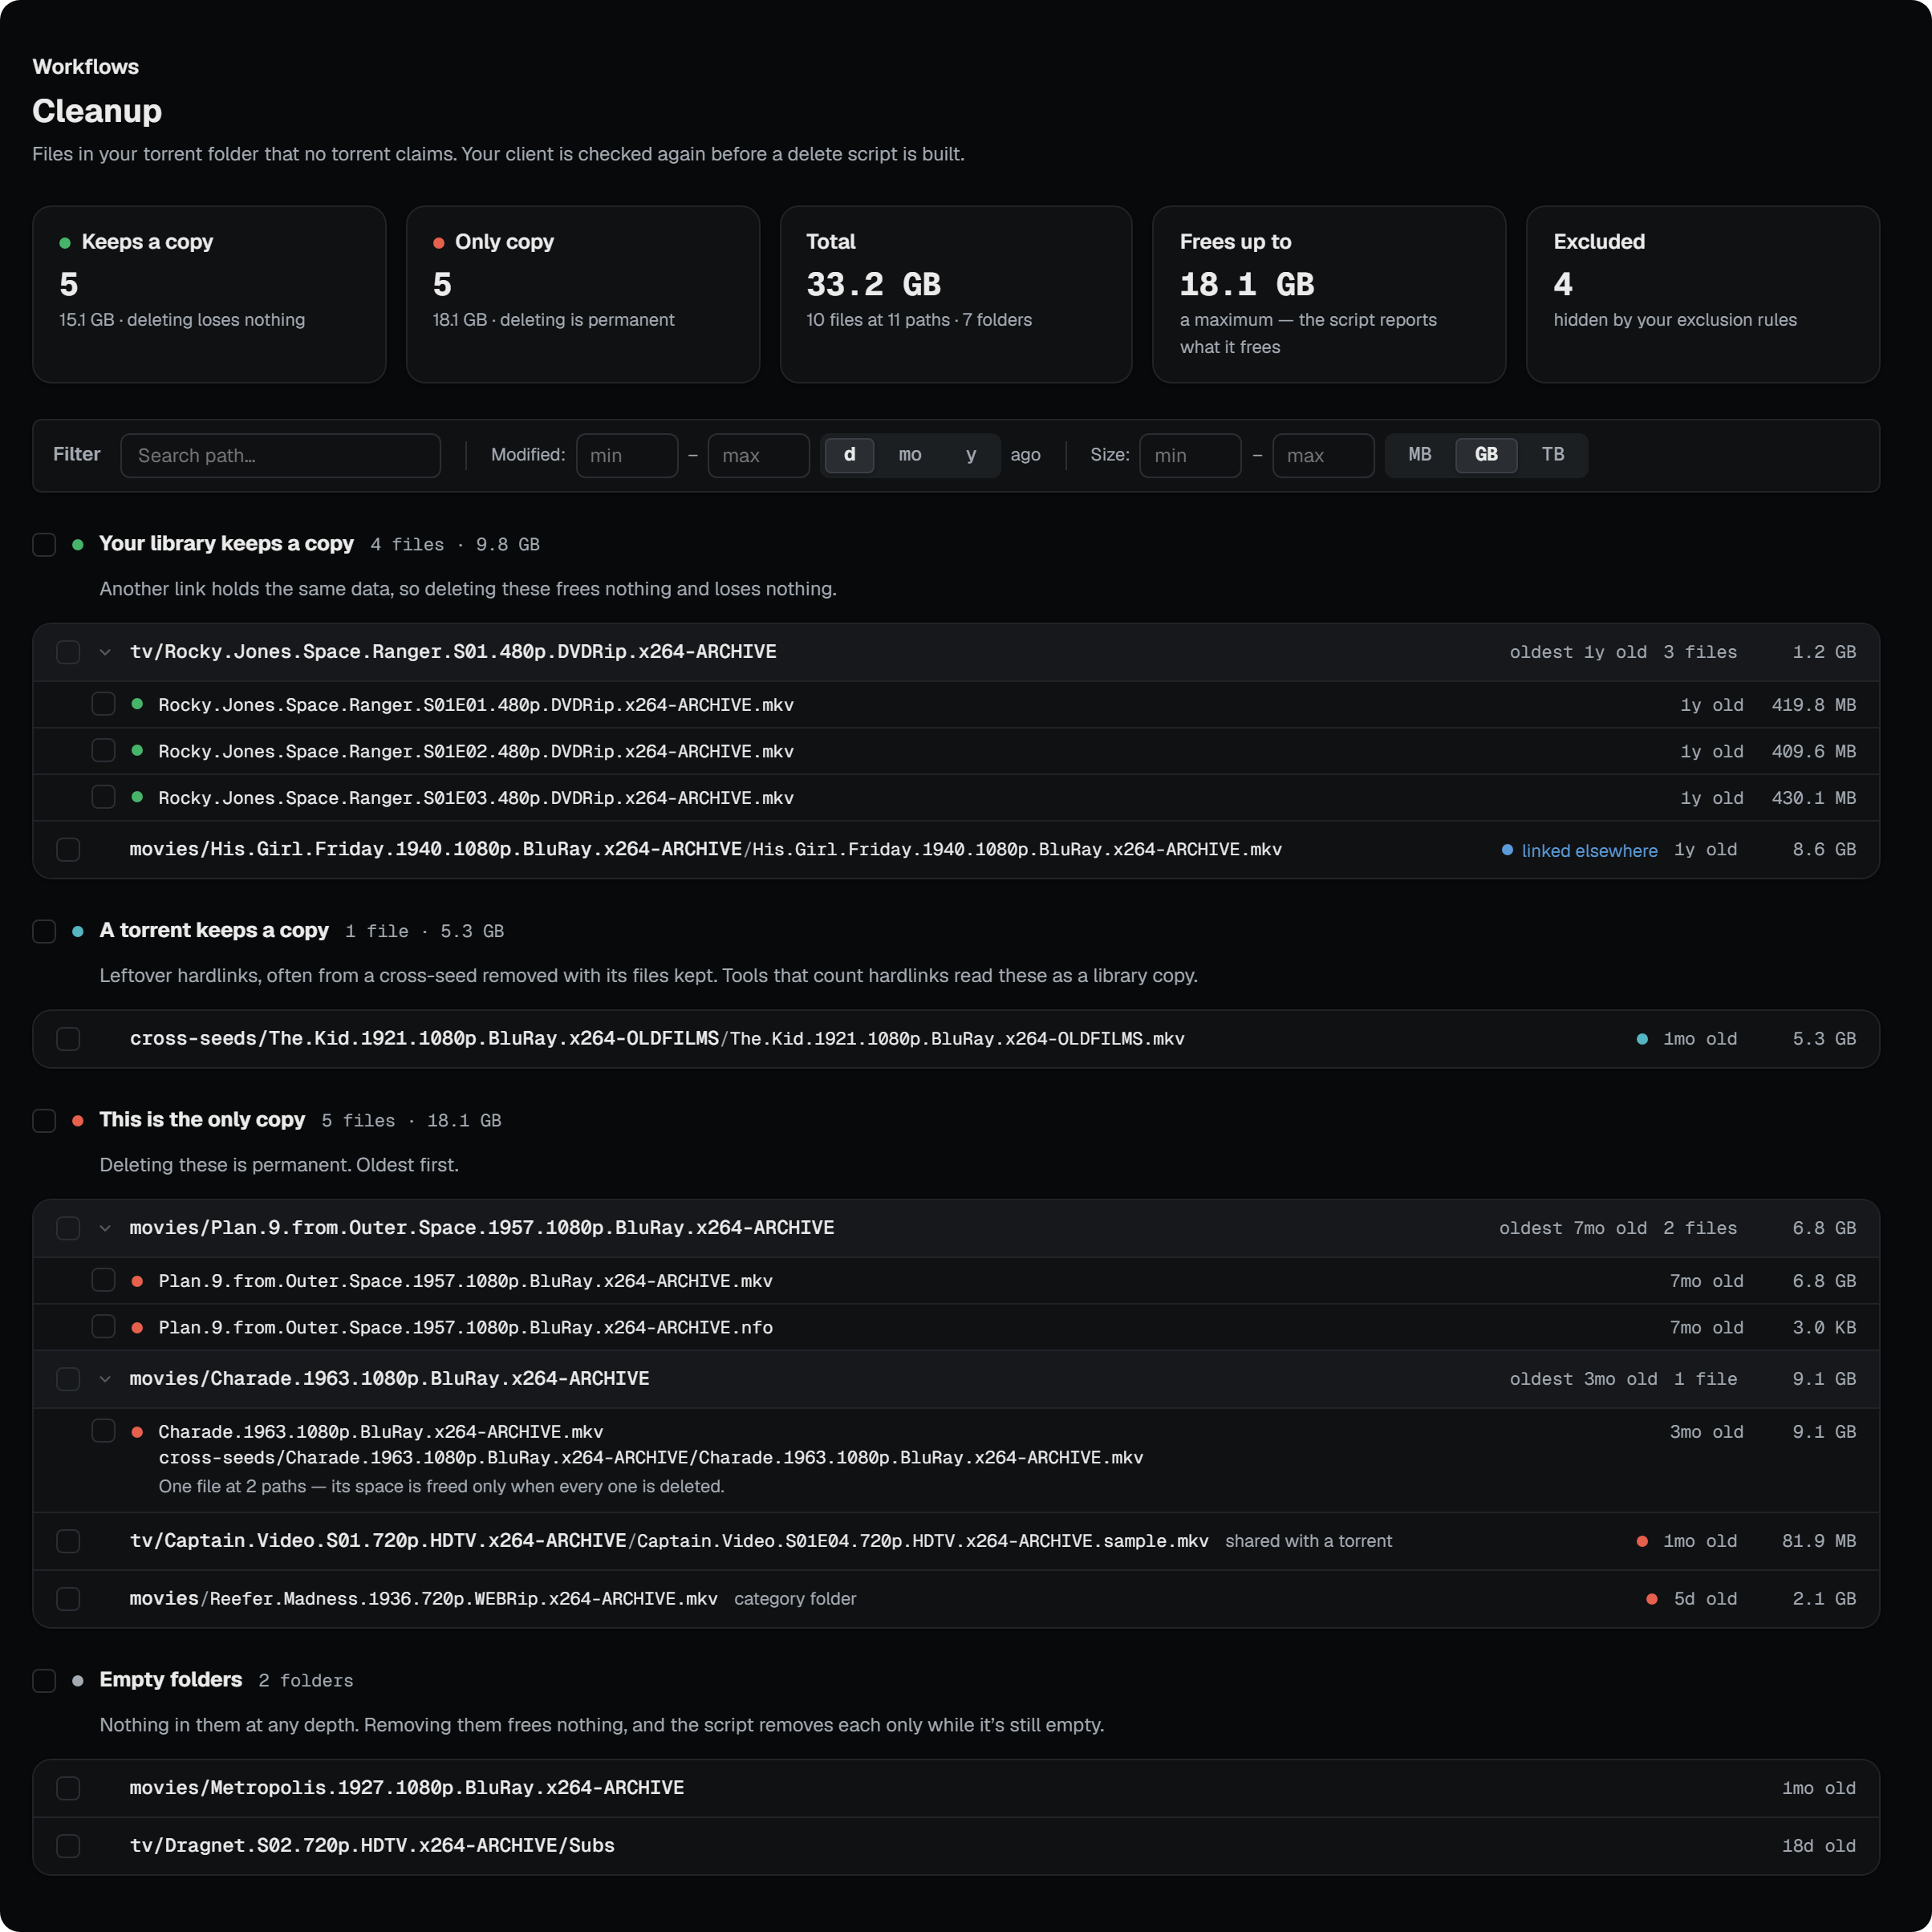 Workflows
Cleanup
Files in your torrent folder that no torrent claims. Your client is checked again before a delete script is built.
Keeps a copy
5
15.1 GB · deleting loses nothing
Only copy
5
18.1 GB · deleting is permanent
Total
33.2 GB
10 files at 11 paths · 7 folders
Frees up to
18.1 GB
a maximum — the script reports
what it frees
Excluded
4
hidden by your exclusion rules
Filter Search path... Modified: min – max d mo y ago Size: min – max MB GB TB
Your library keeps a copy 4 files · 9.8 GB
Another link holds the same data, so deleting these frees nothing and loses nothing.
tv/Rocky.Jones.Space.Ranger.S01.480p.DVDRip.x264-ARCHIVE oldest 1y old 3 files 1.2 GB
Rocky.Jones.Space.Ranger.S01E01.480p.DVDRip.x264-ARCHIVE.mkv 1y old 419.8 MB
Rocky.Jones.Space.Ranger.S01E02.480p.DVDRip.x264-ARCHIVE.mkv 1y old 409.6 MB
Rocky.Jones.Space.Ranger.S01E03.480p.DVDRip.x264-ARCHIVE.mkv 1y old 430.1 MB
movies/His.Girl.Friday.1940.1080p.BluRay.x264-ARCHIVE/His.Girl.Friday.1940.1080p.BluRay.x264-ARCHIVE.mkv linked elsewhere 1y old 8.6 GB
A torrent keeps a copy 1 file · 5.3 GB
Leftover hardlinks, often from a cross-seed removed with its files kept. Tools that count hardlinks read these as a library copy.
cross-seeds/The.Kid.1921.1080p.BluRay.x264-OLDFILMS/The.Kid.1921.1080p.BluRay.x264-OLDFILMS.mkv 1mo old 5.3 GB
This is the only copy 5 files · 18.1 GB
Deleting these is permanent. Oldest first.
movies/Plan.9.from.Outer.Space.1957.1080p.BluRay.x264-ARCHIVE oldest 7mo old 2 files 6.8 GB
Plan.9.from.Outer.Space.1957.1080p.BluRay.x264-ARCHIVE.mkv 7mo old 6.8 GB
Plan.9.from.Outer.Space.1957.1080p.BluRay.x264-ARCHIVE.nfo 7mo old 3.0 KB
movies/Charade.1963.1080p.BluRay.x264-ARCHIVE oldest 3mo old 1 file 9.1 GB
Charade.1963.1080p.BluRay.x264-ARCHIVE.mkv 3mo old 9.1 GB
cross-seeds/Charade.1963.1080p.BluRay.x264-ARCHIVE/Charade.1963.1080p.BluRay.x264-ARCHIVE.mkv
One file at 2 paths — its space is freed only when every one is deleted.
tv/Captain.Video.S01.720p.HDTV.x264-ARCHIVE/Captain.Video.S01E04.720p.HDTV.x264-ARCHIVE.sample.mkv shared with a torrent 1mo old 81.9 MB
movies/Reefer.Madness.1936.720p.WEBRip.x264-ARCHIVE.mkv category folder 5d old 2.1 GB
Empty folders 2 folders
Nothing in them at any depth. Removing them frees nothing, and the script removes each only while it’s still empty.
movies/Metropolis.1927.1080p.BluRay.x264-ARCHIVE 1mo old
tv/Dragnet.S02.720p.HDTV.x264-ARCHIVE/Subs 18d old